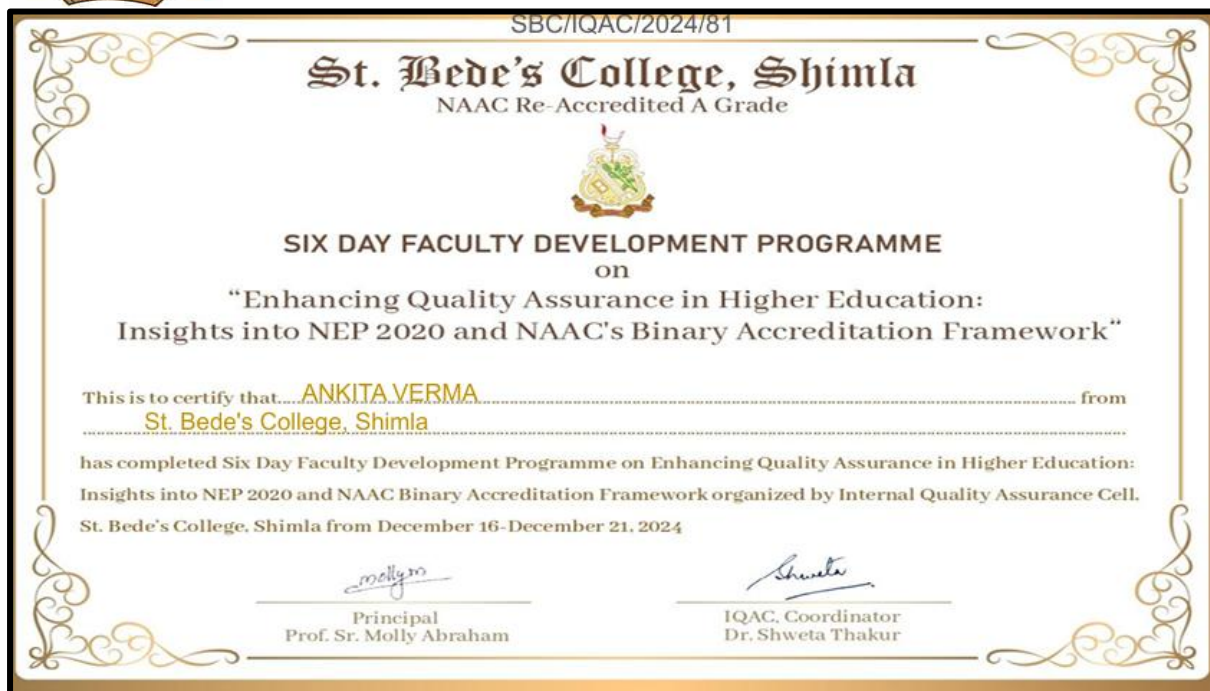 SBC/IQAC/2024/81
St. Bede's College, Shimla
NAAC Re-Accredited A Grade
SIX DAY FACULTY DEVELOPMENT PROGRAMME
on
“Enhancing Quality Assurance in Higher Education:
Insights into NEP 2020 and NAAC's Binary Accreditation Framework“
This is to certify that ANKITA VERMA from
St. Bede's College, Shimla
has completed Six Day Faculty Development Programme on Enhancing Quality Assurance in Higher Education:
Insights into NEP 2020 and NAAC Binary Accreditation Framework organized by Internal Quality Assurance Cell,
St. Bede's College, Shimla from December 16-December 21, 2024
mollym
Shweta
Principal
Prof. Sr. Molly Abraham
IQAC, Coordinator
Dr. Shweta Thakur